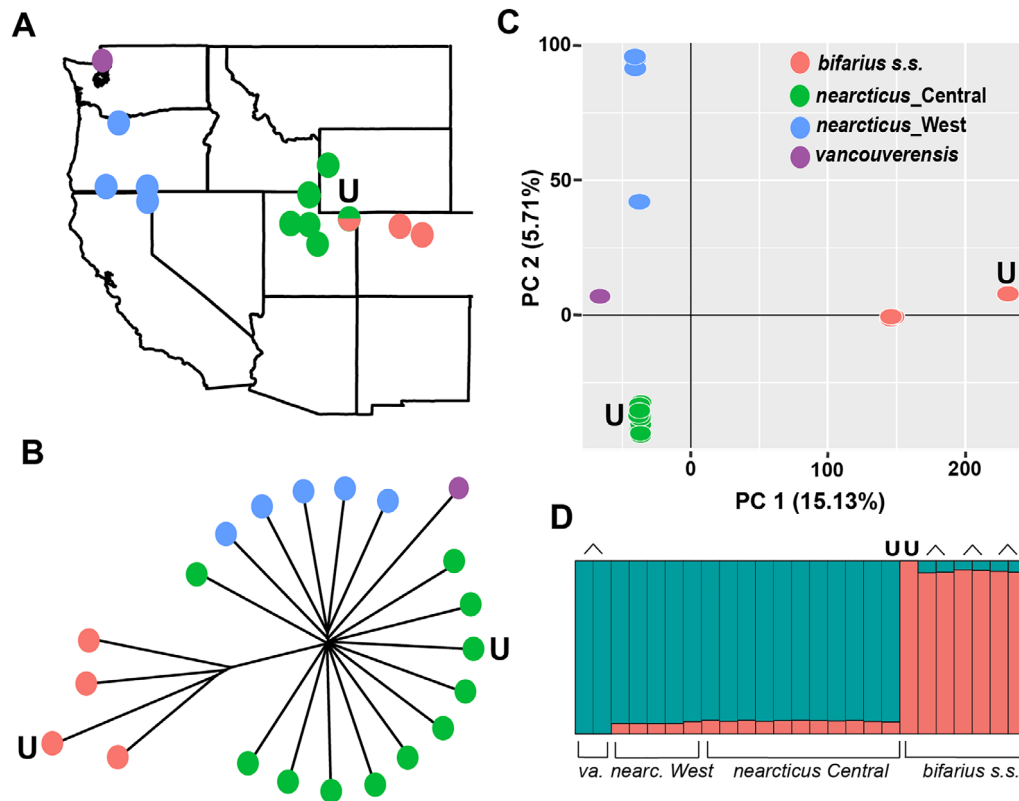 A
U
B
U
U
C
PC 2 (5.71%)
100
50
0
bifarius s.s.
nearcticus_Central
nearcticus_West
vancouverensis
U
U
0
100
200
PC 1 (15.13%)
D
U U
va.
nearc. West
nearcticus Central
bifarius s.s.